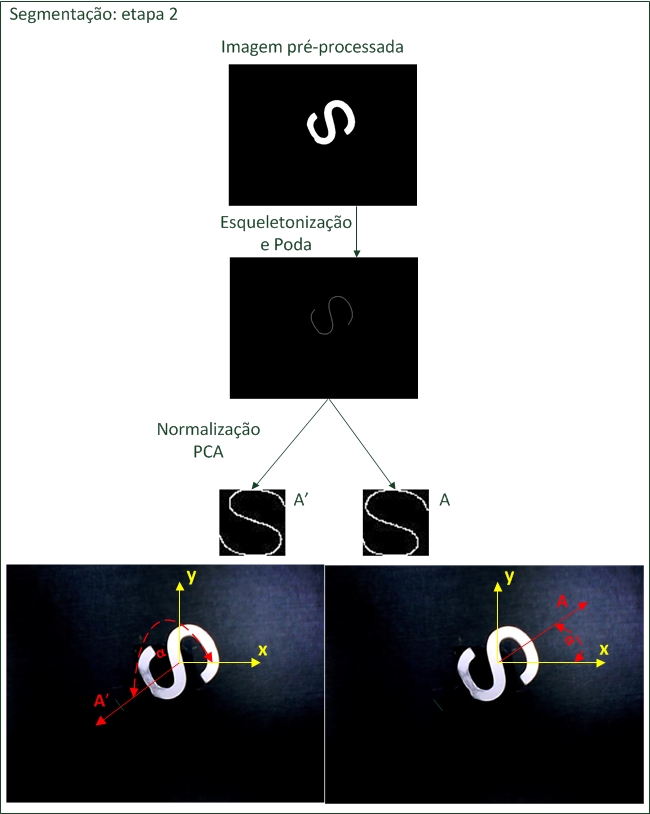 Segmentação: etapa 2
Imagem pré-processada
Esqueletonização
e Poda
Normalização
PCA
A’
A
y
x
α
A’
y
x
A